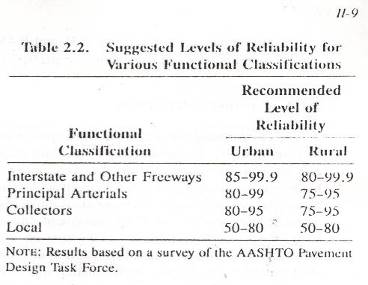 II-9
Table 2.2. Suggested Levels of Reliability for
Various Functional Classifications
Recommended
Level of
Functional Reliability
Classification Urban Rural
Interstate and Other Freeways 85–99.9 80–99.9
Principal Arterials 80–99 75–95
Collectors 80–95 75–95
Local 50–80 50–80
NOTE: Results based on a survey of the AASHTO Pavement
Design Task Force.